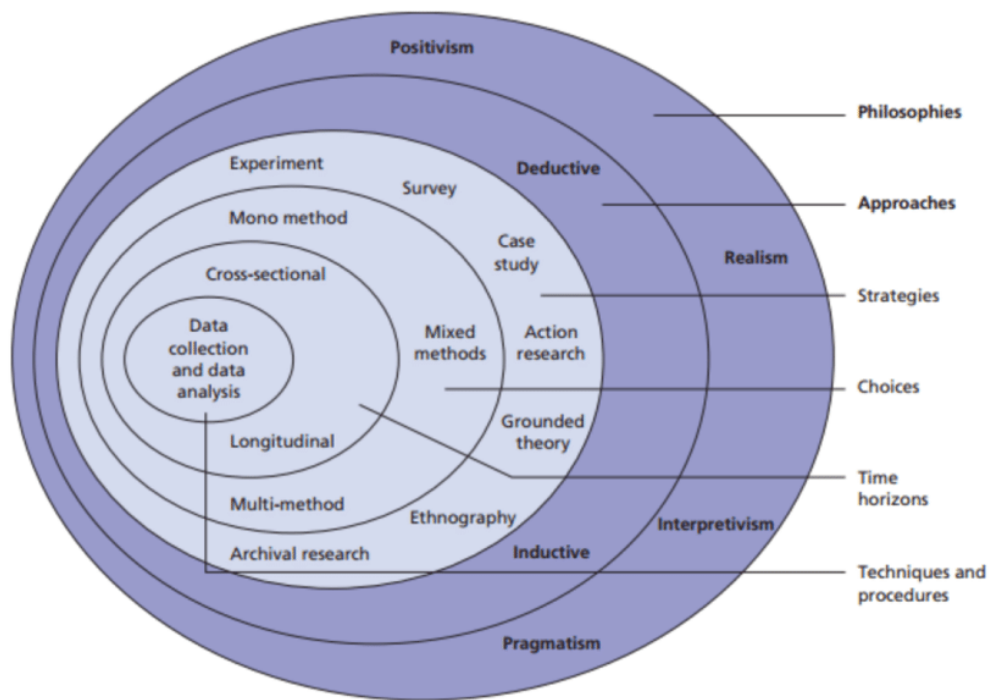 Positivism
Philosophies
Experiment
Deductive
Survey
Approaches
Mono method
Case
study
Realism
Cross-sectional
Strategies
Data
collection
and data
analysis
Mixed
methods
Action
research
Choices
Grounded
theory
Longitudinal
Time
horizons
Multi-method
Ethnography
Interpretivism
Archival research
Inductive
Techniques and
procedures
Pragmatism